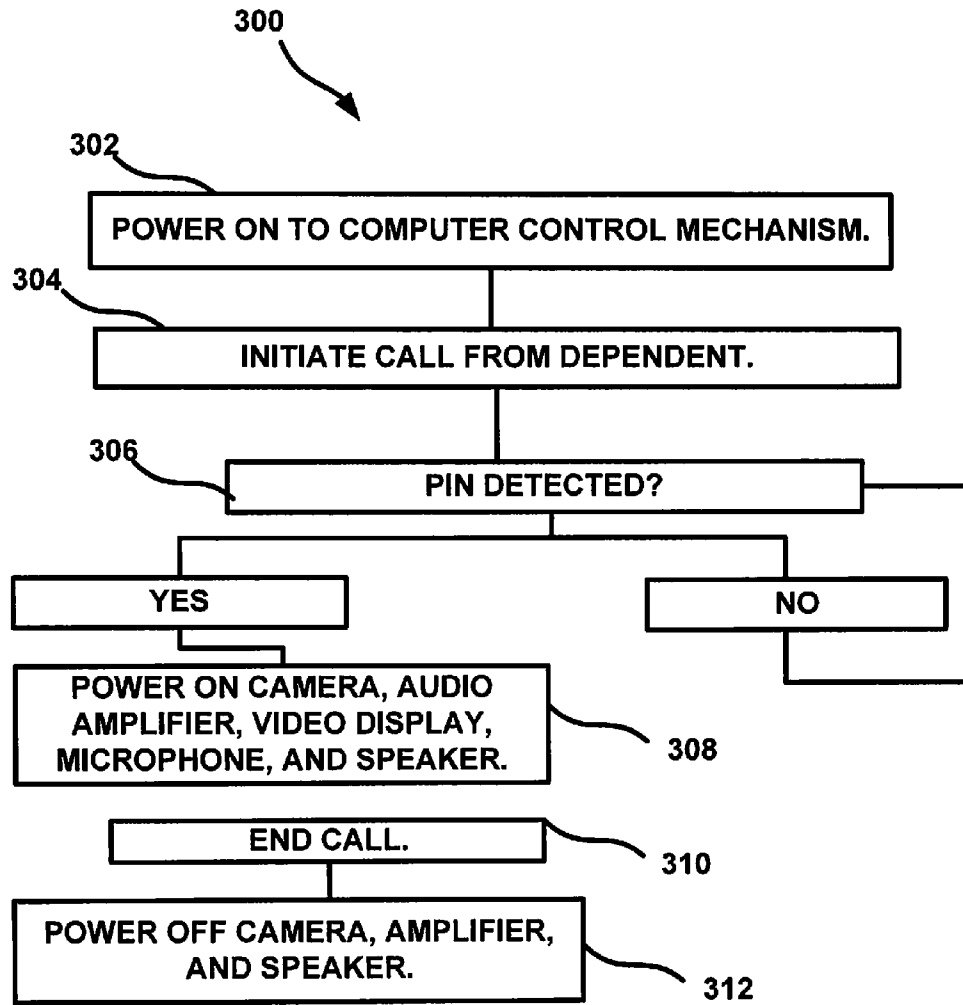 300
302
POWER ON TO COMPUTER CONTROL MECHANISM.
304
INITIATE CALL FROM DEPENDENT.
306
PIN DETECTED?
YES
NO
POWER ON CAMERA, AUDIO
AMPLIFIER, VIDEO DISPLAY,
MICROPHONE, AND SPEAKER.
308
END CALL.
310
POWER OFF CAMERA, AMPLIFIER,
AND SPEAKER.
312